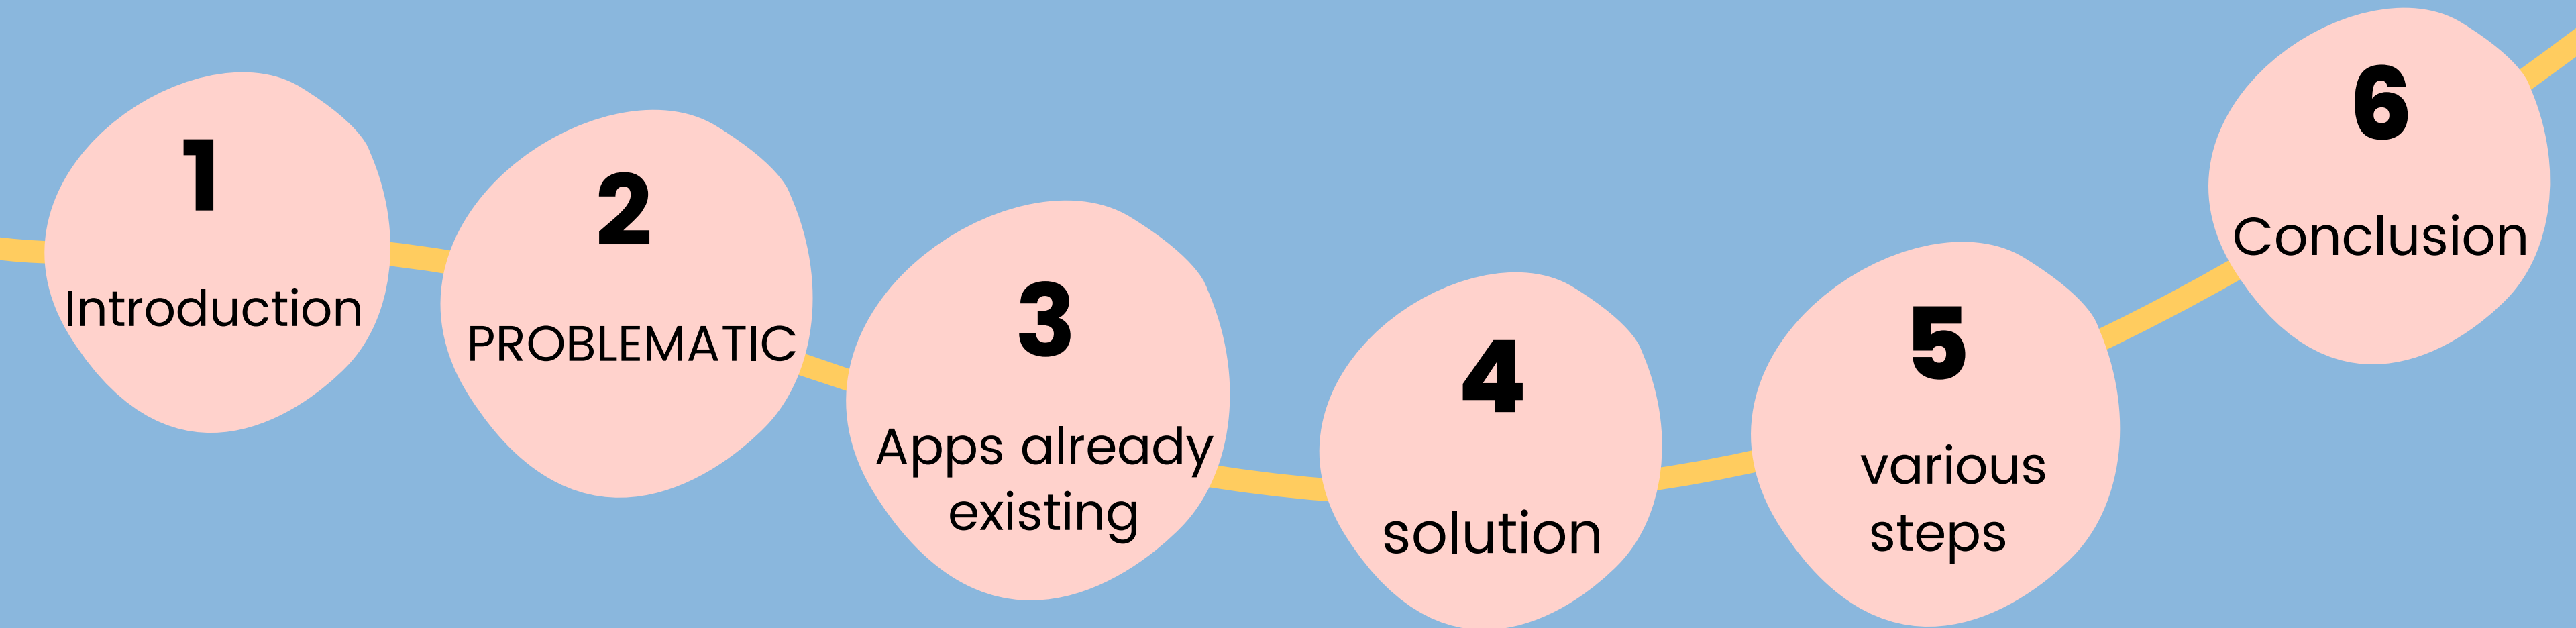 1
Introduction
2
PROBLEMATIC
3
Apps already
existing
4
solution
5
various
steps
6
Conclusion